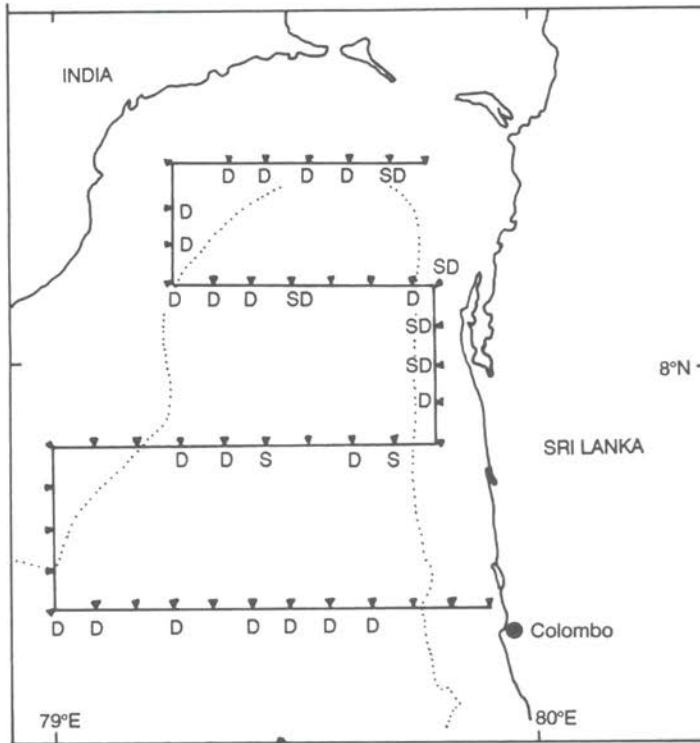 INDIA
D D D D SD
D
D
SD
D D D SD D
SD
SD
8°N
D
SRI LANKA
D D S D S
D D D D D D D
Colombo
79°E 80°E